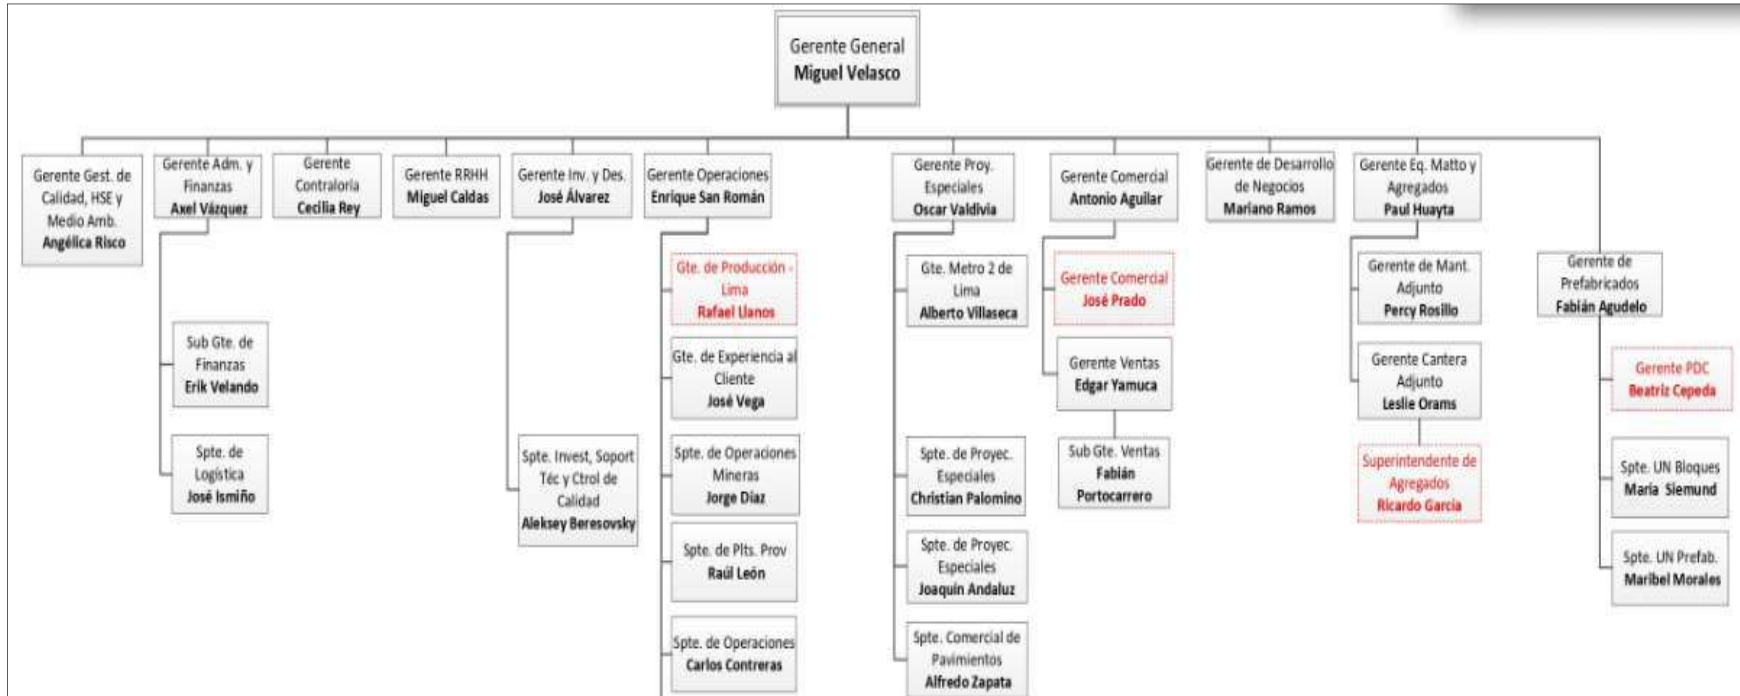 Gerente General
Miguel Velasco
Gerente Gest. de
Calidad, HSE y
Medio Amb.
Angélica Risco
Gerente Adm. y
Finanzas
Axel Vázquez
Sub Gte. de
Finanzas
Erik Velando
Spte. de
Logística
José Ismiño
Gerente
Contraloría
Cecilia Rey
Gerente RRHH
Miguel Caldas
Gerente Inv. y Des.
José Álvarez
Spte. Invest, Soport
Téc y Ctrol de
Calidad
Aleksey Beresovsky
Gerente Operaciones
Enrique San Román
Gte. de Producción -
Lima
Rafael Llanos
Gte. de Experiencia al
Cliente
José Vega
Spte. de Operaciones
Mineras
Jorge Díaz
Spte. de Plts. Prov
Raúl León
Spte. de Operaciones
Carlos Contreras
Gerente Proy.
Especiales
Oscar Valdivia
Gte. Metro 2 de
Lima
Alberto Villaseca
Spte. de Proyec.
Especiales
Christian Palomino
Spte. de Proyec.
Especiales
Joaquín Andaluz
Spte. Comercial de
Pavimientos
Alfredo Zapata
Gerente Comercial
Antonio Aguilar
Gerente Comercial
José Prado
Gerente Ventas
Edgar Yamuca
Sub Gte. Ventas
Fabián
Portocarrero
Gerente de Desarrollo
de Negocios
Mariano Ramos
Gerente Eq. Matto y
Agregados
Paul Huayta
Gerente de Mant.
Adjunto
Percy Rosillo
Gerente Cantera
Adjunto
Leslie Orams
Superintendente de
Agregados
Ricardo García
Gerente de
Prefabricados
Fabián Agudelo
Gerente PDC
Beatriz Cepeda
Spte. UN Bloques
María Siemund
Spte. UN Prefab.
Maribel Morales